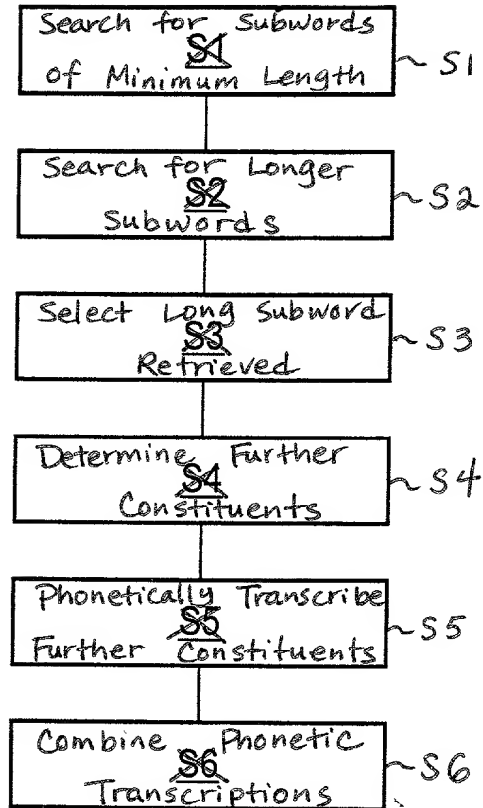 Search for Subwords
S1
of Minimum Length
~ S1
Search for Longer
S2
Subwords
~ S2
Select Long Subword
S3
Retrieved
~ S3
Determine Further
S4
Constituents
~ S4
Phonetically Transcribe
S5
Further Constituents
~ S5
Combine Phonetic
S6
Transcriptions
~ S6